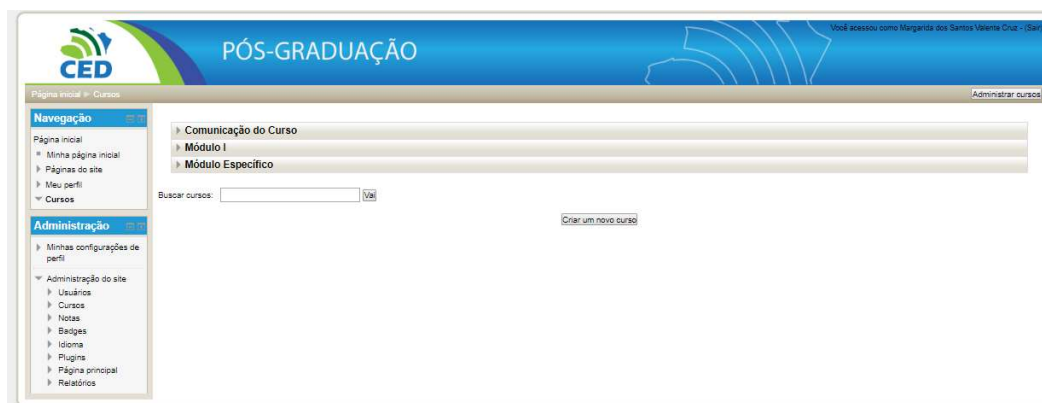 CED
PÓS-GRADUAÇÃO
Você acessou como Margarida dos Santos Valente Cruz - (Sair)
Página inicial ► Cursos
Administrar cursos
Navegação
Página inicial
Minha página inicial
Páginas do site
Meu perfil
Cursos
Comunicação do Curso
Módulo I
Módulo Específico
Buscar cursos:
Vai
Criar um novo curso
Administração
Minhas configurações de
perfil
Administração do site
Usuários
Cursos
Notas
Badges
Idioma
Plugins
Página principal
Relatórios